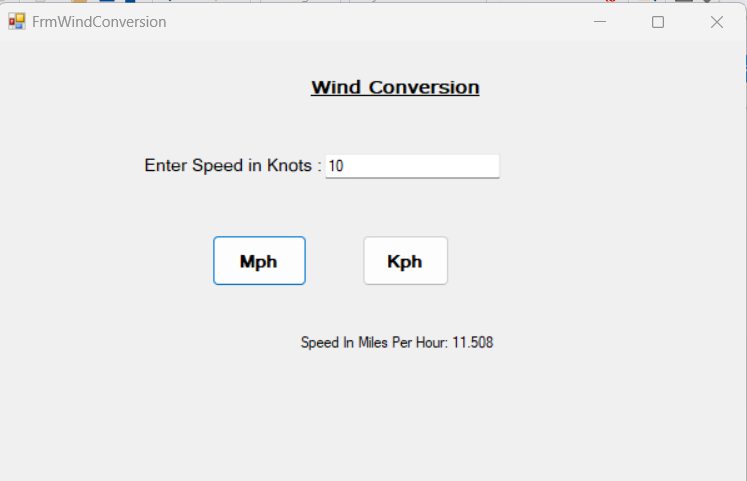 FrmWindConversion
Wind Conversion
Enter Speed in Knots : 10
Mph Kph
Speed In Miles Per Hour: 11.508